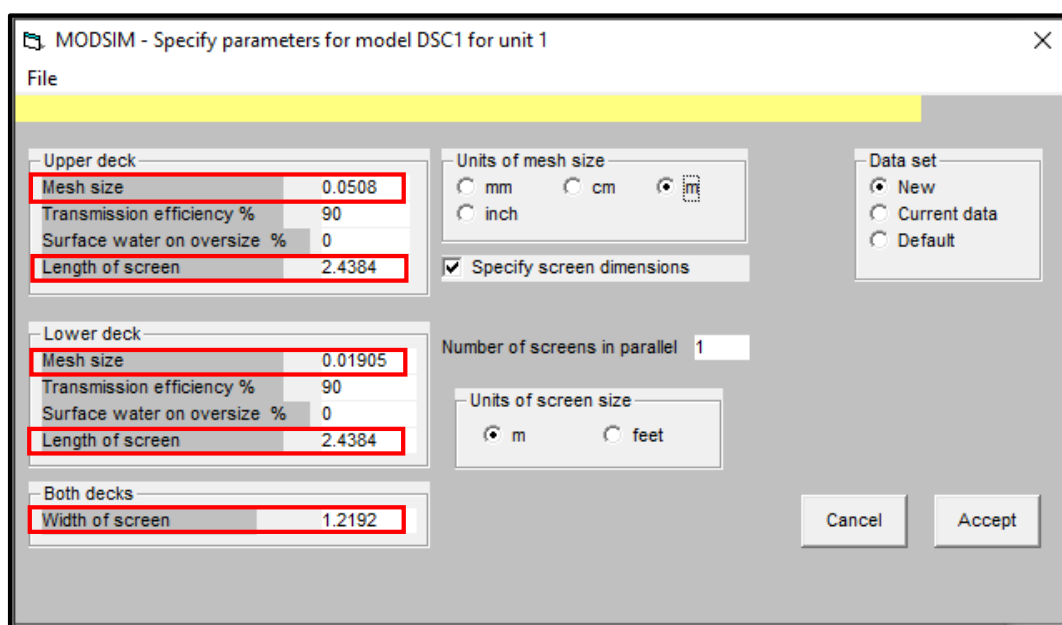 MODSIM - Specify parameters for model DSC1 for unit 1
File
Upper deck
Mesh size 0.0508
Transmission efficiency % 90
Surface water on oversize % 0
Length of screen 2.4384
Units of mesh size
mm cm m
inch
Specify screen dimensions
Data set
New
Current data
Default
Lower deck
Mesh size 0.01905
Transmission efficiency % 90
Surface water on oversize % 0
Length of screen 2.4384
Number of screens in parallel 1
Units of screen size
m feet
Both decks
Width of screen 1.2192
Cancel Accept